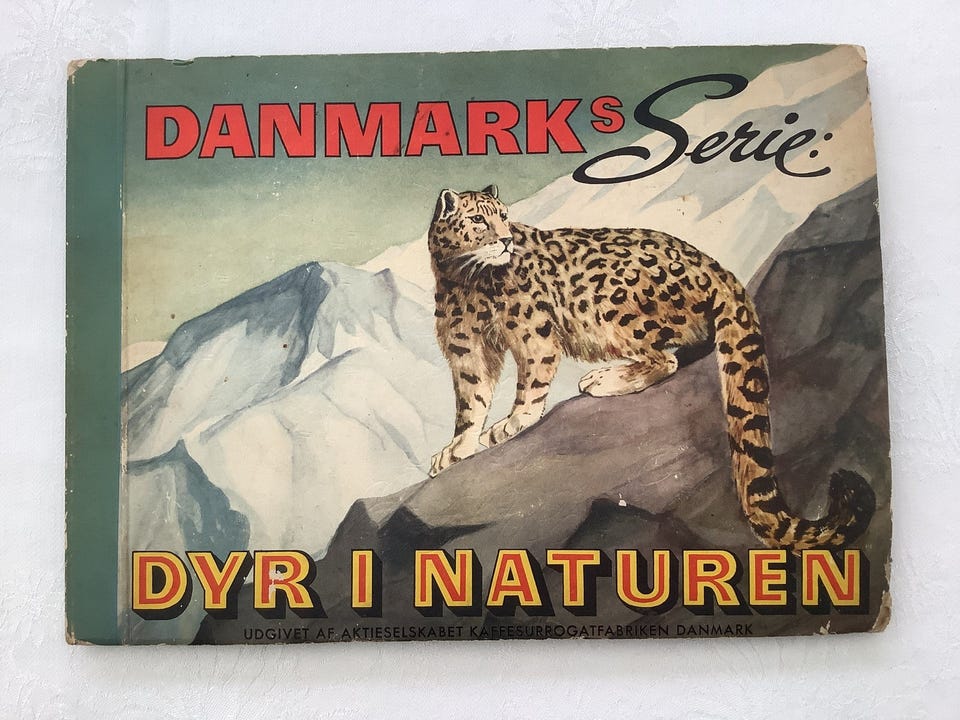 DANMARKs Serie:
DYR I NATUREN
UDGIVET AF AKTIESELSKABET KAFFESURROGATFABRIKEN DANMARK